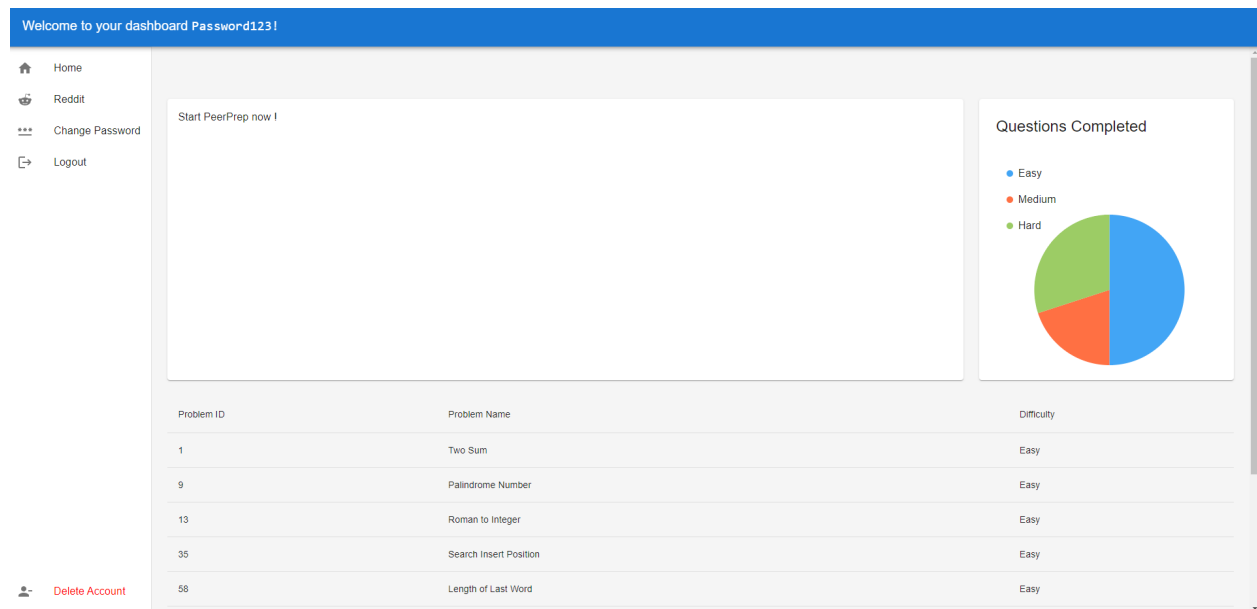 Welcome to your dashboard Password123!
Home
Reddit
Change Password
Logout
Delete Account
Start PeerPrep now !
Questions Completed
Easy
Medium
Hard
Problem ID Problem Name Difficulty
1 Two Sum Easy
9 Palindrome Number Easy
13 Roman to Integer Easy
35 Search Insert Position Easy
58 Length of Last Word Easy